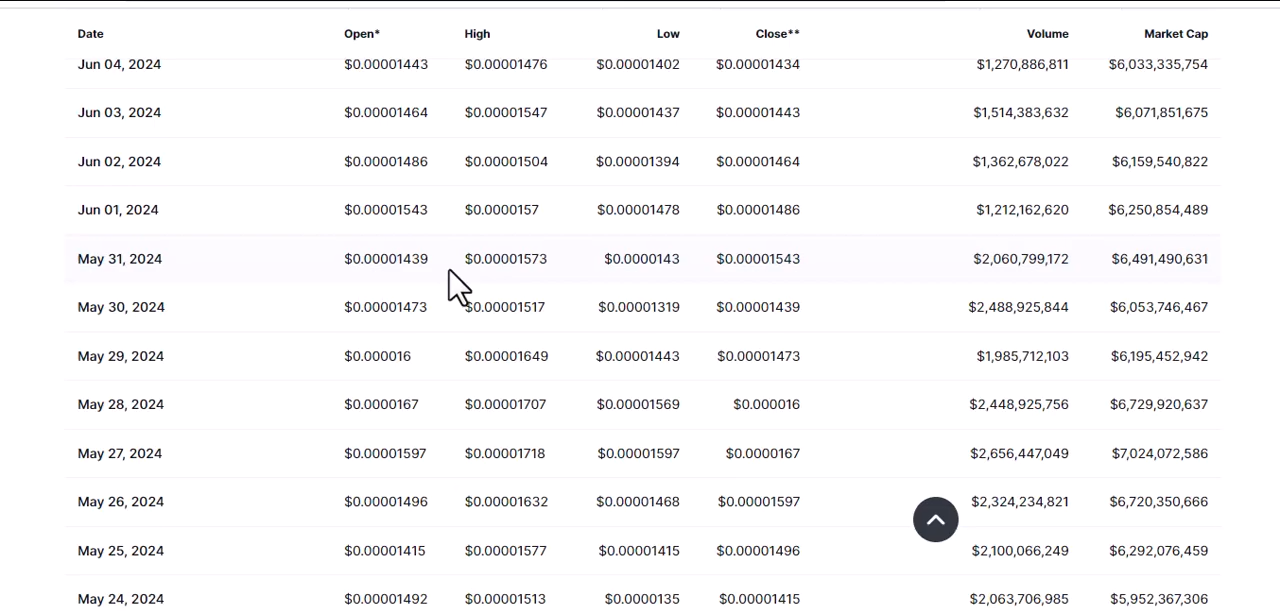 Date Open* High Low Close** Volume Market Cap
Jun 04, 2024 $0.00001443 $0.00001476 $0.00001402 $0.00001434 $1,270,886,811 $6,033,335,754
Jun 03, 2024 $0.00001464 $0.00001547 $0.00001437 $0.00001443 $1,514,383,632 $6,071,851,675
Jun 02, 2024 $0.00001486 $0.00001504 $0.00001394 $0.00001464 $1,362,678,022 $6,159,540,822
Jun 01, 2024 $0.00001543 $0.0000157 $0.00001478 $0.00001486 $1,212,162,620 $6,250,854,489
May 31, 2024 $0.00001439 $0.00001573 $0.0000143 $0.00001543 $2,060,799,172 $6,491,490,631
May 30, 2024 $0.00001473 $0.00001517 $0.00001319 $0.00001439 $2,488,925,844 $6,053,746,467
May 29, 2024 $0.000016 $0.00001649 $0.00001443 $0.00001473 $1,985,712,103 $6,195,452,942
May 28, 2024 $0.0000167 $0.00001707 $0.00001569 $0.000016 $2,448,925,756 $6,729,920,637
May 27, 2024 $0.00001597 $0.00001718 $0.00001597 $0.0000167 $2,656,447,049 $7,024,072,586
May 26, 2024 $0.00001496 $0.00001632 $0.00001468 $0.00001597 $2,324,234,821 $6,720,350,666
May 25, 2024 $0.00001415 $0.00001577 $0.00001415 $0.00001496 $2,100,066,249 $6,292,076,459
May 24, 2024 $0.00001492 $0.00001513 $0.0000135 $0.00001415 $2,063,706,985 $5,952,367,306